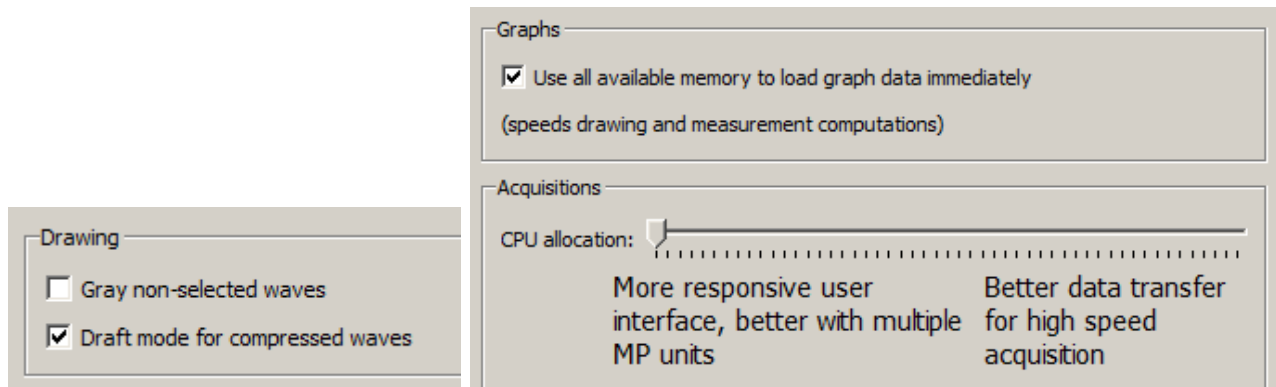 Graphs
Use all available memory to load graph data immediately
(speeds drawing and measurement computations)
Acquisitions
CPU allocation:
More responsive user
interface, better with multiple
MP units
Better data transfer
for high speed
acquisition
Drawing
Gray non-selected waves
Draft mode for compressed waves